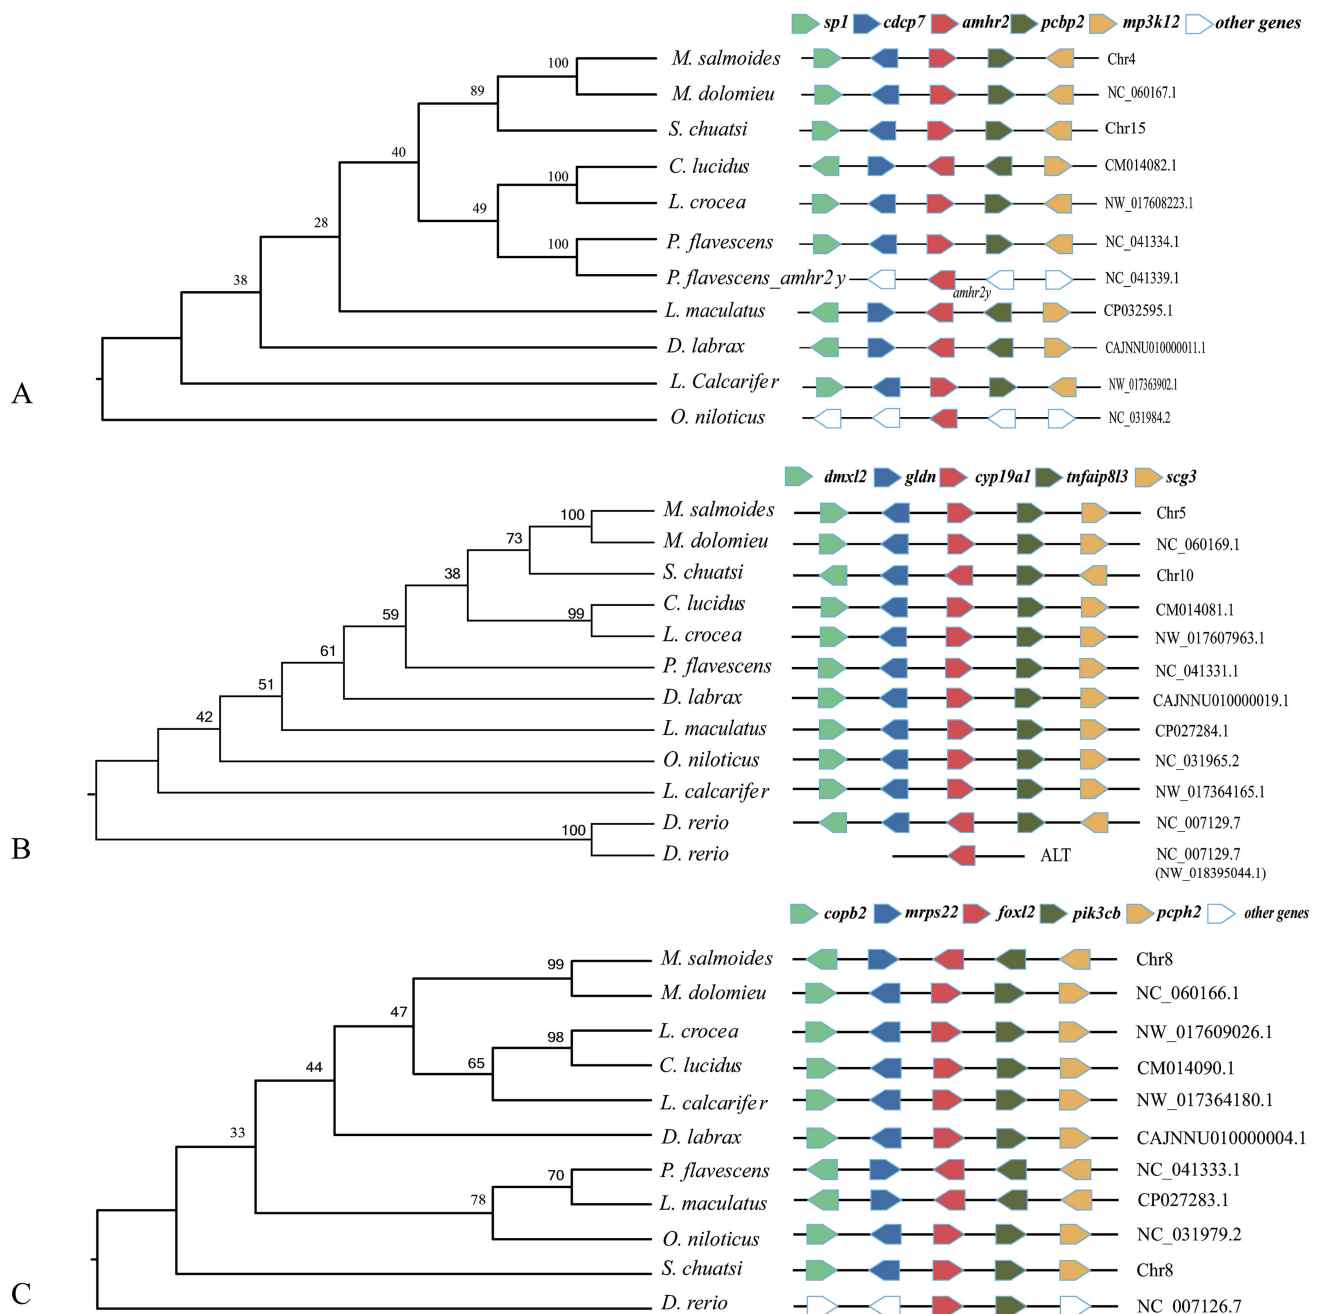 sp1 cdcp7 amhr2 pcbp2 mp3k12 other genes
100 M. salmoides Chr4
89 M. dolomieu NC_060167.1
S. chuatsi Chr15
40 C. lucidus CM014082.1
100 L. crocea NW_017608223.1
49 P. flavescens NC_041334.1
100 P. flavescens_amhr2y NC_041339.1
amhr2y
28 L. maculatus CP032595.1
38 D. labrax CAJNNU010000011.1
L. Calcarifer NW_017363902.1
A
O. niloticus NC_031984.2
dmxl2 gldn cyp19a1 tnfaip8l3 scg3
100 M. salmoides Chr5
73 M. dolomieu NC_060169.1
38 S. chuatsi Chr10
C. lucidus CM014081.1
59 99 L. crocea NW_017607963.1
61 P. flavescens NC_041331.1
51 D. labrax CAJNNU010000019.1
42 L. maculatus CP027284.1
O. niloticus NC_031965.2
L. calcarifer NW_017364165.1
100 D. rerio NC_007129.7
B
D. rerio ALT NC_007129.7
(NW_018395044.1)
copb2 mrps22 foxl2 pik3cb pcph2 other genes
99 M. salmoides Chr8
47 M. dolomieu NC_060166.1
98 L. crocea NW_017609026.1
44 65 C. lucidus CM014090.1
L. calcarifer NW_017364180.1
33 D. labrax CAJNNU010000004.1
70 P. flavescens NC_041333.1
78 L. maculatus CP027283.1
O. niloticus NC_031979.2
S. chuatsi Chr8
C
D. rerio NC_007126.7